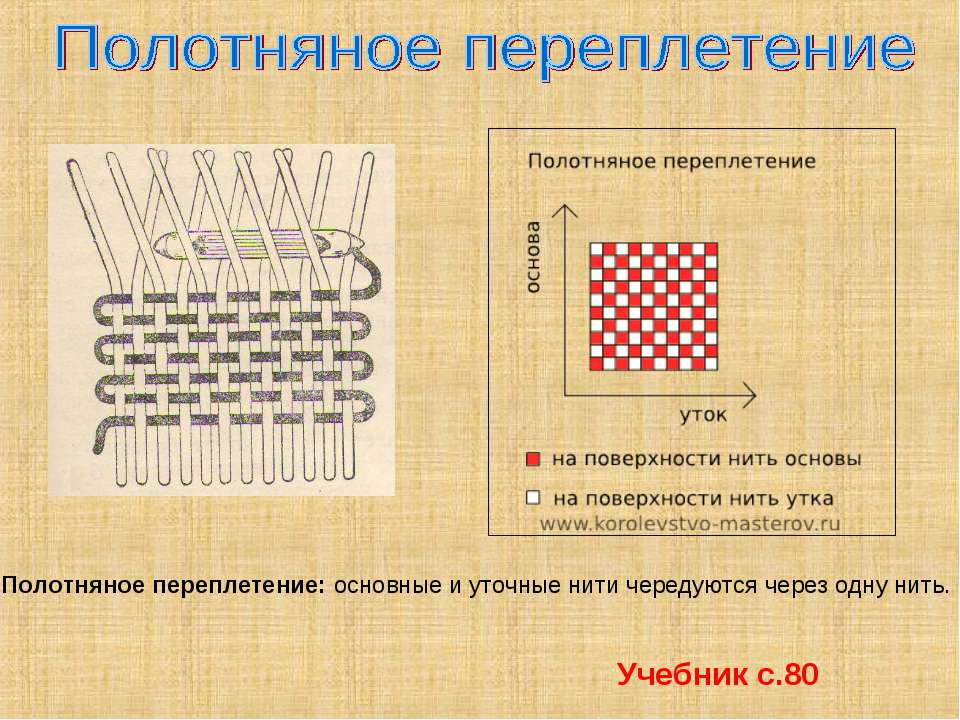 Полотняное переплетение
Полотняное переплетение
основа
уток
на поверхности нить основы
на поверхности нить утка
www.korolevstvo-masterov.ru
Полотняное переплетение: основные и уточные нити чередуются через одну нить.
Учебник с.80